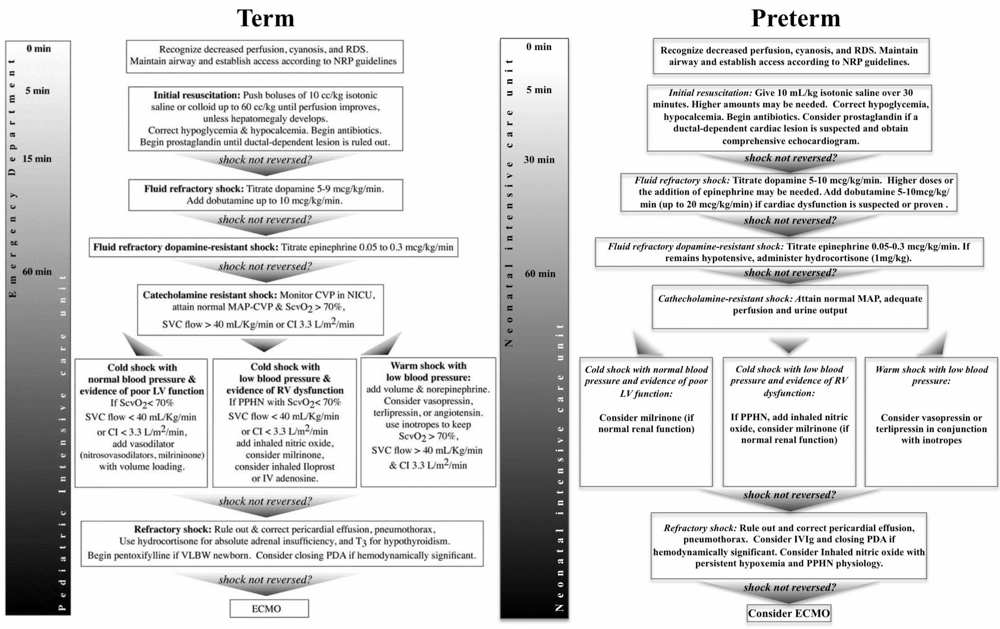 Term
0 min
5 min
15 min
60 min
Emergency Department
Pediatric Intensive care unit
Recognize decreased perfusion, cyanosis, and RDS.
Maintain airway and establish access according to NRP guidelines
Initial resuscitation: Push boluses of 10 cc/kg isotonic
saline or colloid up to 60 cc/kg until perfusion improves,
unless hepatomegaly develops.
Correct hypoglycemia & hypocalcemia. Begin antibiotics.
Begin prostaglandin until ductal-dependent lesion is ruled out.
shock not reversed?
Fluid refractory shock: Titrate dopamine 5-9 mcg/kg/min.
Add dobutamine up to 10 mcg/kg/min.
shock not reversed?
Fluid refractory dopamine-resistant shock: Titrate epinephrine 0.05 to 0.3 mcg/kg/min
shock not reversed?
Catecholamine resistant shock: Monitor CVP in NICU,
attain normal MAP-CVP & ScvO2 > 70%,
SVC flow > 40 mL/Kg/min or CI 3.3 L/m2/min
Cold shock with
normal blood pressure &
evidence of poor LV function
If ScvO2< 70%
SVC flow < 40 mL/Kg/min
or CI < 3.3 L/m2/min,
add vasodilator
(nitrosovasodilators, milrininone)
with volume loading.
Cold shock with
low blood pressure &
evidence of RV dysfunction
If PPHN with ScvO2< 70%
SVC flow < 40 mL/Kg/min
or CI < 3.3 L/m2/min
add inhaled nitric oxide,
consider milrinone,
consider inhaled Iloprost
or IV adenosine.
Warm shock with
low blood pressure:
add volume & norepinephrine.
Consider vasopressin,
terlipressin, or angiotensin.
use inotropes to keep
ScvO2 > 70%,
SVC flow > 40 mL/Kg/min
& CI 3.3 L/m2/min
shock not reversed?
Refractory shock: Rule out & correct pericardial effusion, pneumothorax,
Use hydrocortisone for absolute adrenal insufficiency, and T3 for hypothyroidism.
Begin pentoxifylline if VLBW newborn. Consider closing PDA if hemodynamically significant.
shock not reversed?
ECMO
Preterm
0 min
5 min
30 min
60 min
Neonatal intensive care unit
Neonatal intensive care unit
Recognize decreased perfusion, cyanosis, and RDS. Maintain
airway and establish access according to NRP guidelines.
Initial resuscitation: Give 10 mL/kg isotonic saline over 30
minutes. Higher amounts may be needed. Correct hypoglycemia,
hypocalcemia. Begin antibiotics. Consider prostaglandin if a
ductal-dependent cardiac lesion is suspected and obtain
comprehensive echocardiogram.
shock not reversed?
Fluid refractory shock: Titrate dopamine 5-10 mcg/kg/min. Higher doses or
the addition of epinephrine may be needed. Add dobutamine 5-10mcg/kg/
min (up to 20 mcg/kg/min) if cardiac dysfunction is suspected or proven .
shock not reversed?
Fluid refractory dopamine-resistant shock: Titrate epinephrine 0.05-0.3 mcg/kg/min. If
remains hypotensive, administer hydrocortisone (1mg/kg).
shock not reversed?
Cathecholamine-resistant shock: Attain normal MAP, adequate
perfusion and urine output
Cold shock with normal blood
pressure and evidence of poor
LV function:
Consider milrinone (if
normal renal function)
Cold shock with low blood
pressure and evidence of RV
dysfunction:
If PPHN, add inhaled nitric
oxide, consider milrinone (if
normal renal function)
Warm shock with low blood
pressure:
Consider vasopressin or
terlipressin in conjunction
with inotropes
shock not reversed?
Refractory shock: Rule out and correct pericardial effusion,
pneumothorax. Consider IVIg and closing PDA if
hemodynamically significant. Consider Inhaled nitric oxide with
persistent hypoxemia and PPHN physiology.
shock not reversed?
Consider ECMO